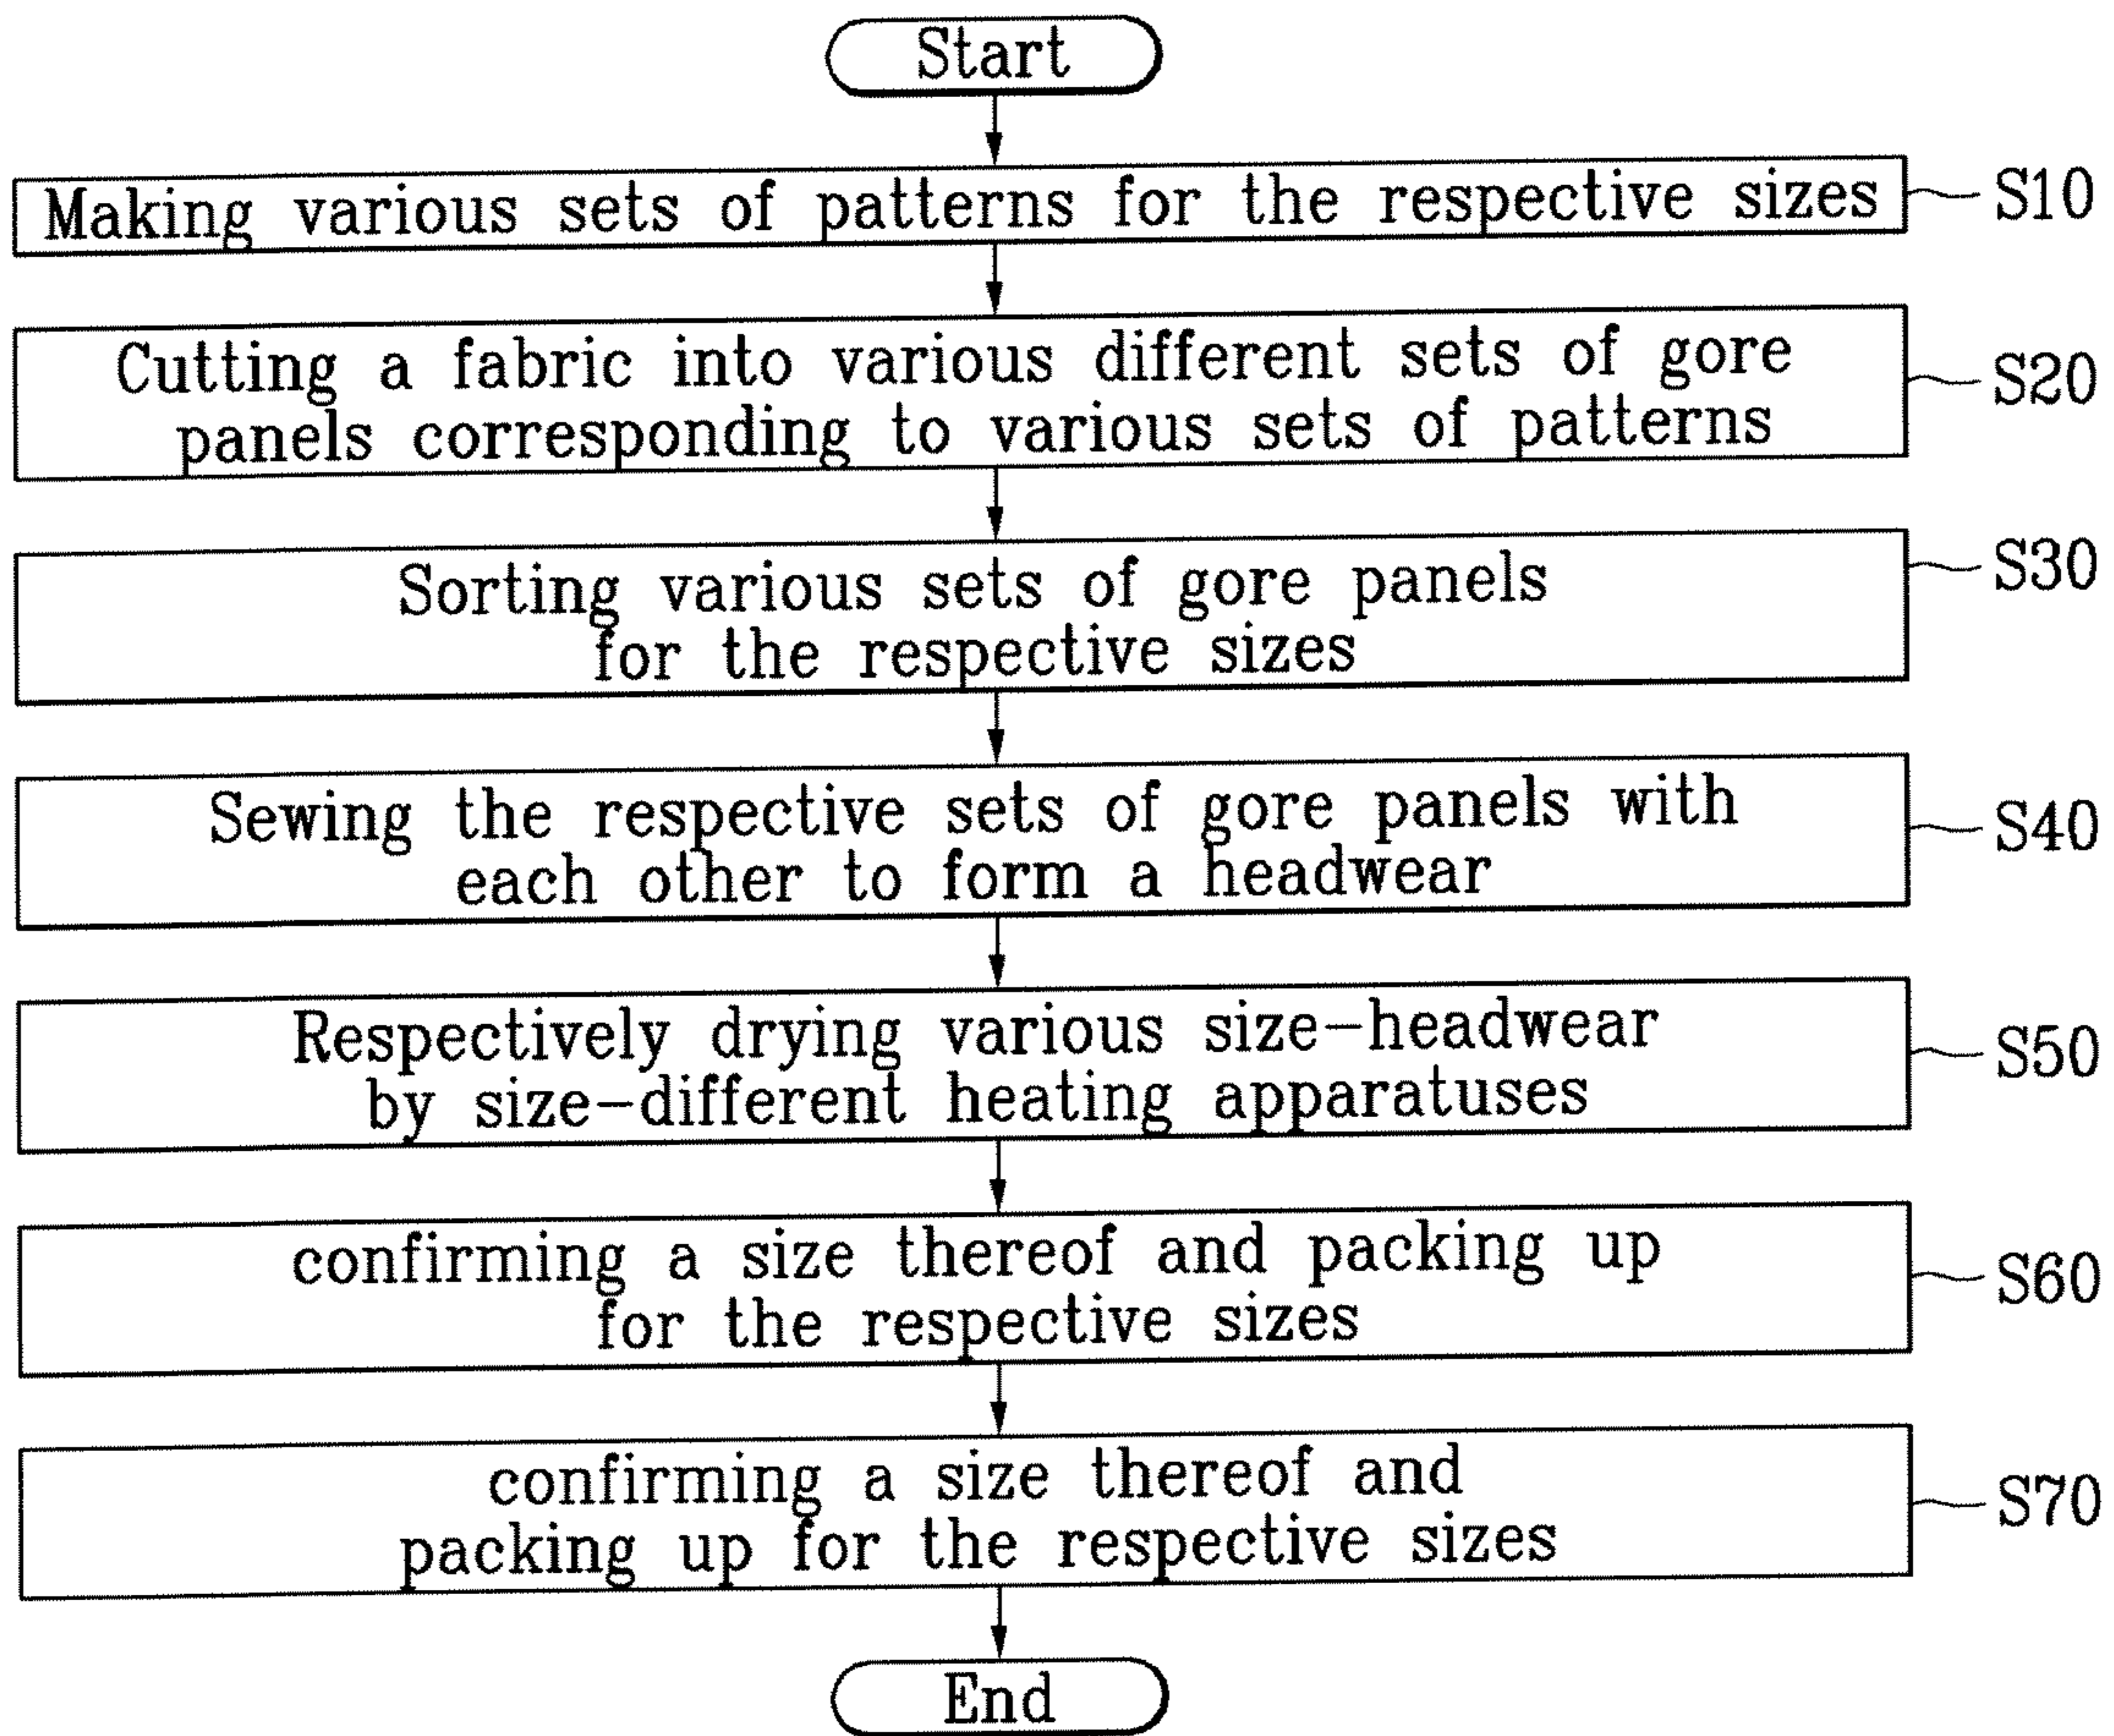 Start
Making various sets of patterns for the respective sizes
S10
Cutting a fabric into various different sets of gore
panels corresponding to various sets of patterns
S20
Sorting various sets of gore panels
for the respective sizes
S30
Sewing the respective sets of gore panels with
each other to form a headwear
S40
Respectively drying various size-headwear
by size-different heating apparatuses
S50
confirming a size thereof and packing up
for the respective sizes
S60
confirming a size thereof and
packing up for the respective sizes
S70
End